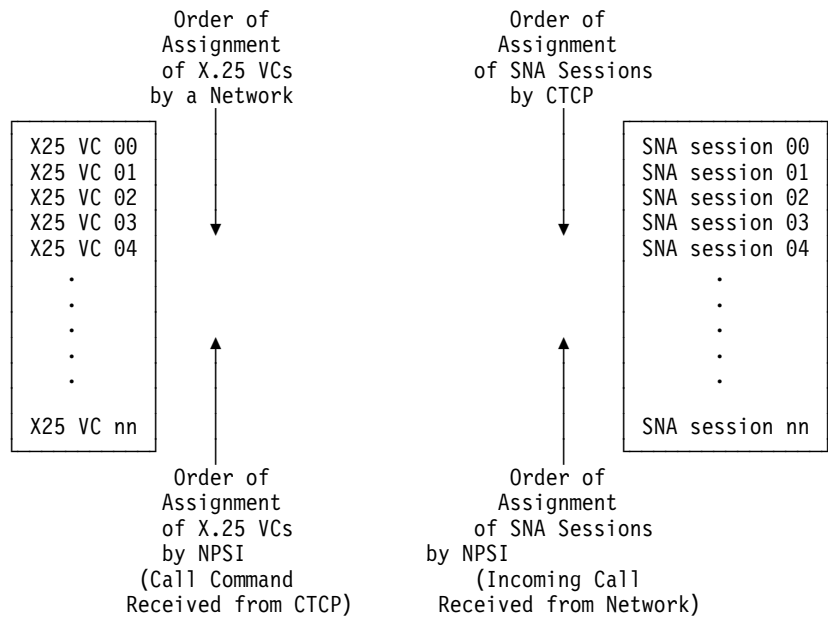 Order of
Assignment
of X.25 VCs
by a Network
Order of
Assignment
of SNA Sessions
by CTCP
X25 VC 00
X25 VC 01
X25 VC 02
X25 VC 03
X25 VC 04
.
.
.
.
.
X25 VC nn
SNA session 00
SNA session 01
SNA session 02
SNA session 03
SNA session 04
.
.
.
.
.
SNA session nn
Order of
Assignment
of X.25 VCs
by NPSI
(Call Command
Received from CTCP)
Order of
Assignment
of SNA Sessions
by NPSI
(Incoming Call
Received from Network)